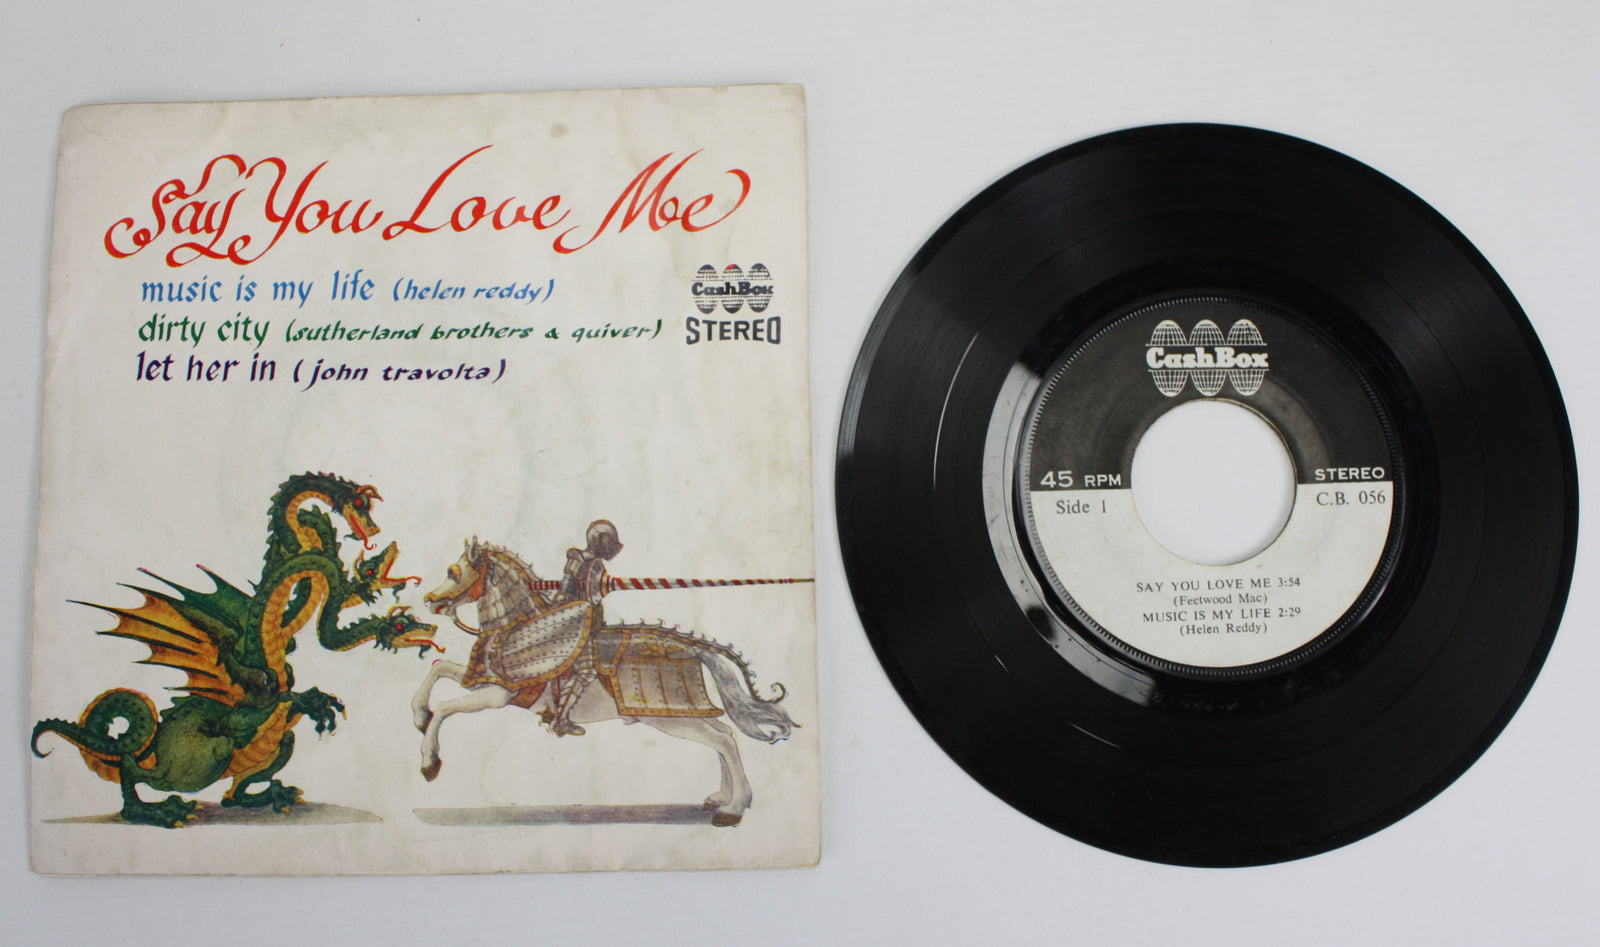 Say You Love Me
music is my life (helen reddy)
dirty city (sutherland brothers & quiver)
let her in (john travolta)
CashBox
STEREO
CashBox
45 RPM
STEREO
Side 1
C.B. 056
SAY YOU LOVE ME 3:54
(Feetwood Mac)
MUSIC IS MY LIFE 2:29
(Helen Reddy)